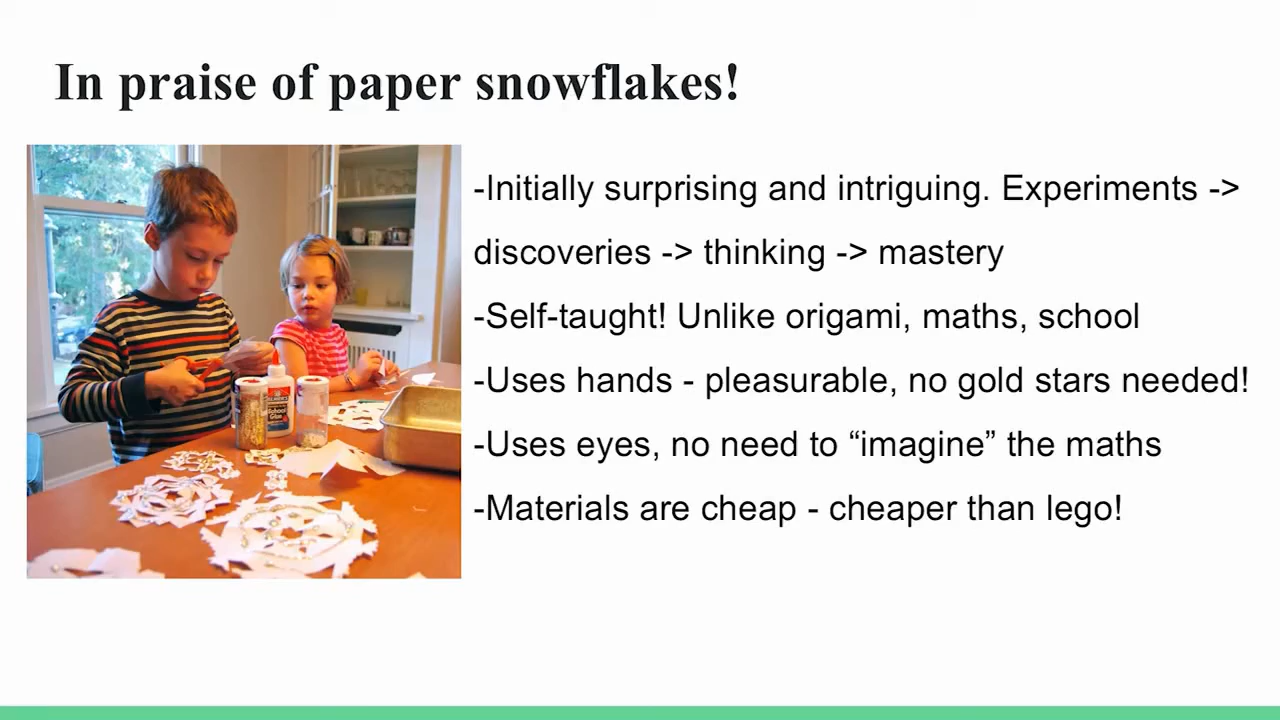 In praise of paper snowflakes!
-Initially surprising and intriguing. Experiments ->
discoveries -> thinking -> mastery
-Self-taught! Unlike origami, maths, school
-Uses hands - pleasurable, no gold stars needed!
-Uses eyes, no need to “imagine” the maths
-Materials are cheap - cheaper than lego!
School
Glue